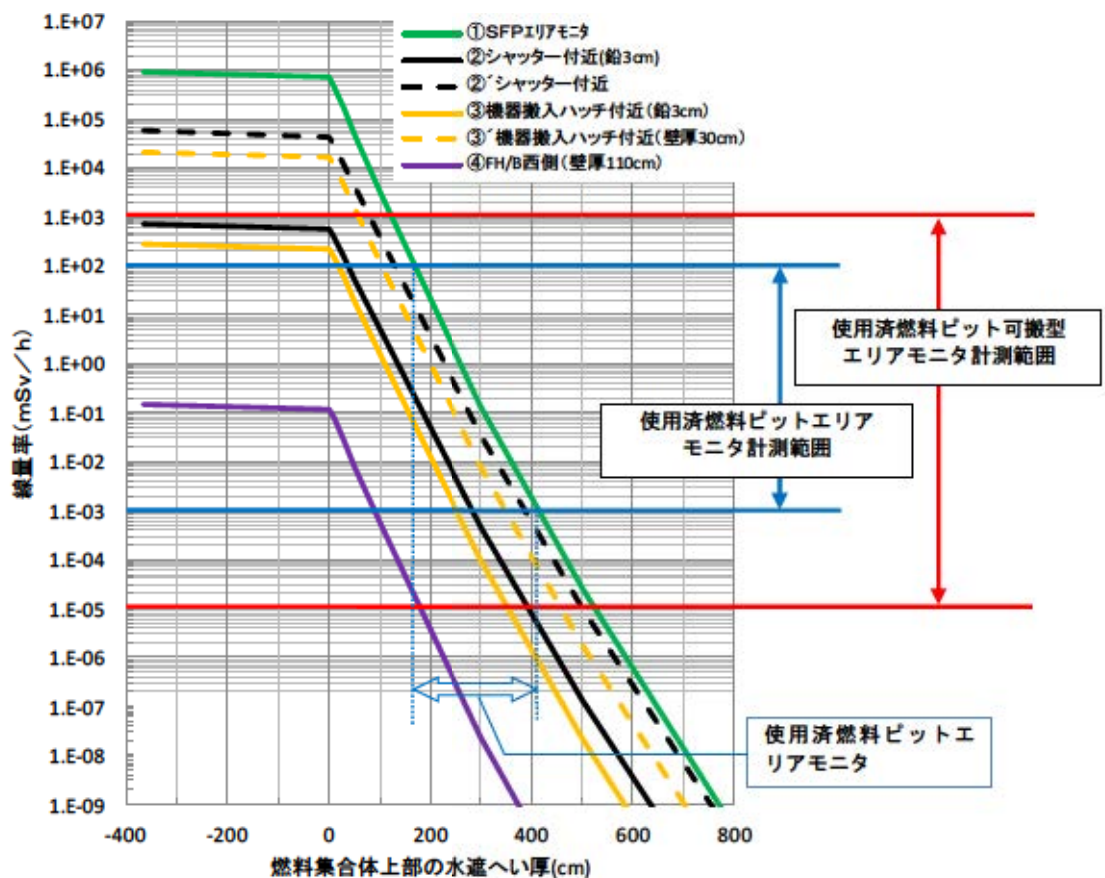 1.E+07
1.E+06
1.E+05
1.E+04
1.E+03
1.E+02
1.E+01
1.E+00
1.E-01
1.E-02
1.E-03
1.E-04
1.E-05
1.E-06
1.E-07
1.E-08
1.E-09
線量率(mSv/h)
①SFPエリアモニタ
②シャッター付近(鉛3cm)
②´シャッター付近
③機器搬入ハッチ付近(鉛3cm)
③´機器搬入ハッチ付近(壁厚30cm)
④FH/B西側(壁厚110cm)
使用済燃料ピット可搬型
エリアモニタ計測範囲
使用済燃料ピットエリア
モニタ計測範囲
使用済燃料ピットエ
リアモニタ
-400
-200
0
200
400
600
800
燃料集合体上部の水遮へい厚(cm)